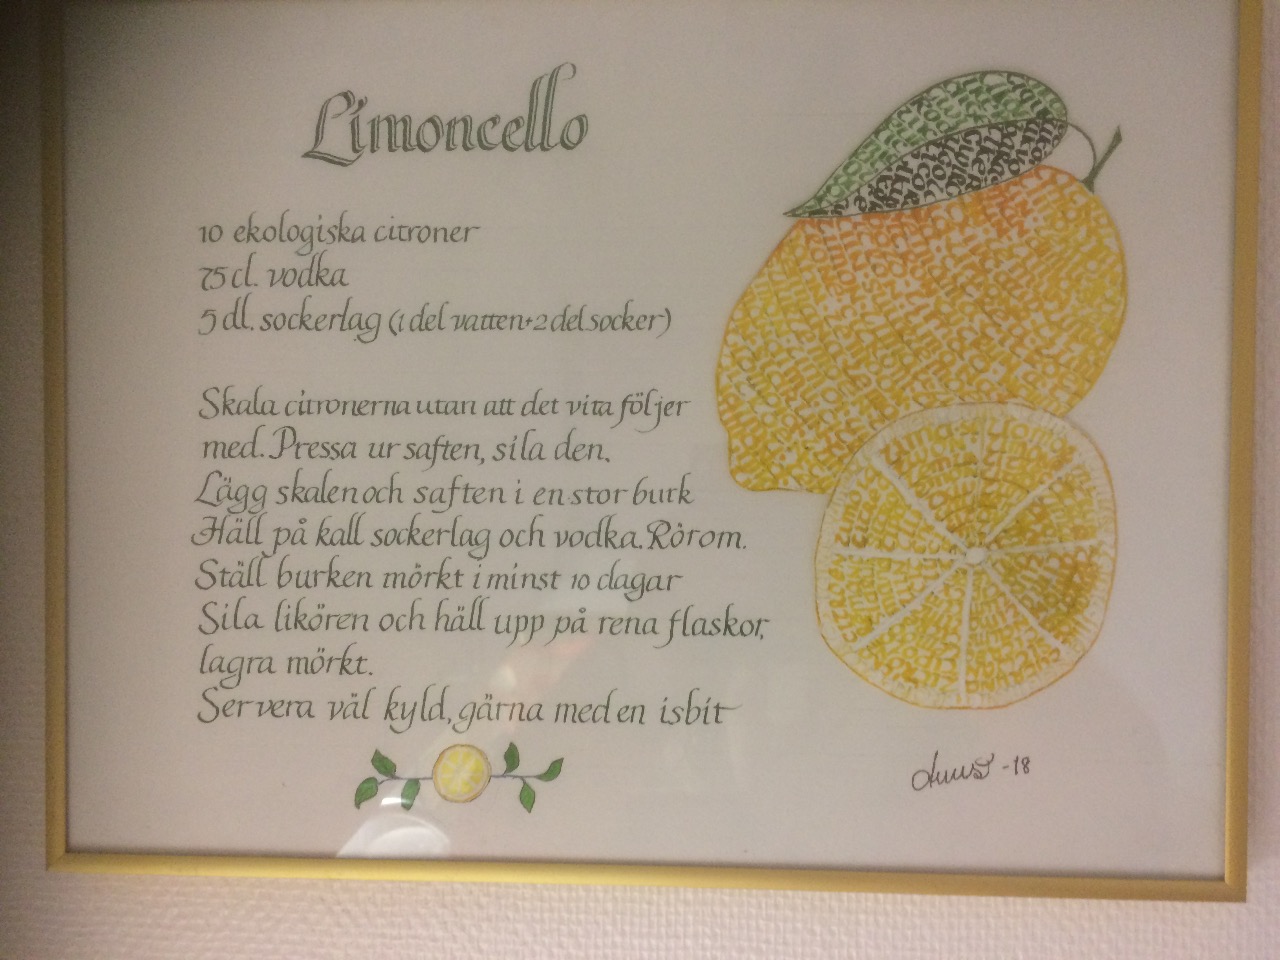 Limoncello
10 ekologiska citroner
75 cl. vodka
5 dl. sockerlag (1 del vatten+2 del socker)
Skala citronerna utan att det vita följer
med. Pressa ur saften, sila den.
Lägg skalen och saften i en stor burk
Häll på kall sockerlag och vodka. Rör om.
Ställ burken mörkt i minst 10 dagar
Sila likören och häll upp på rena flaskor,
lagra mörkt.
Servera väl kyld, gärna med en isbit
-18